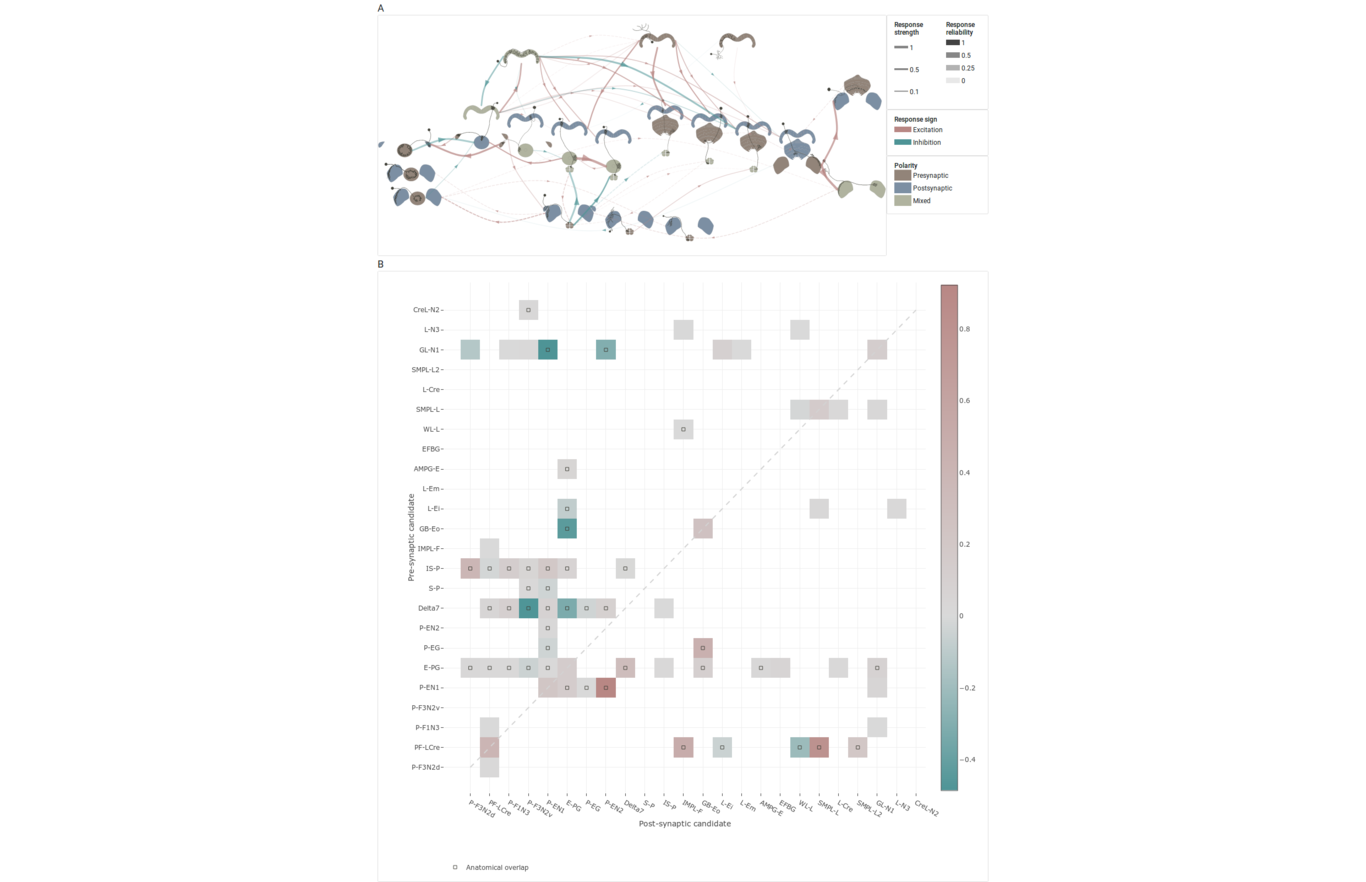 A
Response strength
1
0.5
0.1
Response reliability
1
0.5
0.25
0
Response sign
Excitation
Inhibition
Polarity
Presynaptic
Postsynaptic
Mixed
B
Pre-synaptic candidate
CreL-N2
L-N3
GL-N1
SMPL-L2
L-Cre
SMPL-L
WL-L
EFBG
AMPG-E
L-Em
L-Ei
GB-Eo
IMPL-F
IS-P
S-P
Delta7
P-EN2
P-EG
E-PG
P-EN1
P-F3N2v
P-F1N3
PF-LCre
P-F3N2d
P-F3N2d
PF-LCre
P-F1N3
P-F3N2v
P-EN1
E-PG
P-EG
P-EN2
Delta7
S-P
IS-P
IMPL-F
GB-Eo
L-Ei
L-Em
AMPG-E
EFBG
WL-L
SMPL-L
L-Cre
SMPL-L2
GL-N1
L-N3
CreL-N2
Post-synaptic candidate
0.8
0.6
0.4
0.2
0
−0.2
−0.4
Anatomical overlap